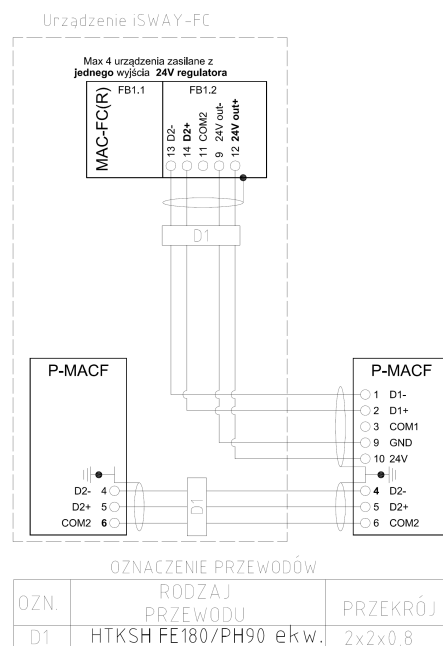 Urządzenie iSWAY-FC
Max 4 urządzenia zasilane z
jednego wyjścia 24V regulatora
MAC-FC(R)
FB1.1
FB1.2
13 D2-
14 D2+
11 COM2
9 24V out-
12 24V out+
D1
P-MACF
P-MACF
1 D1-
2 D1+
3 COM1
9 GND
10 24V
D2- 4
D2+ 5
COM2 6
D1
4 D2-
5 D2+
6 COM2
OZNACZENIE PRZEWODÓW
OZN.
RODZAJ
PRZEWODU
PRZEKRÓJ
D1
HTKSH FE180/PH90 ekw.
2x2x0,8